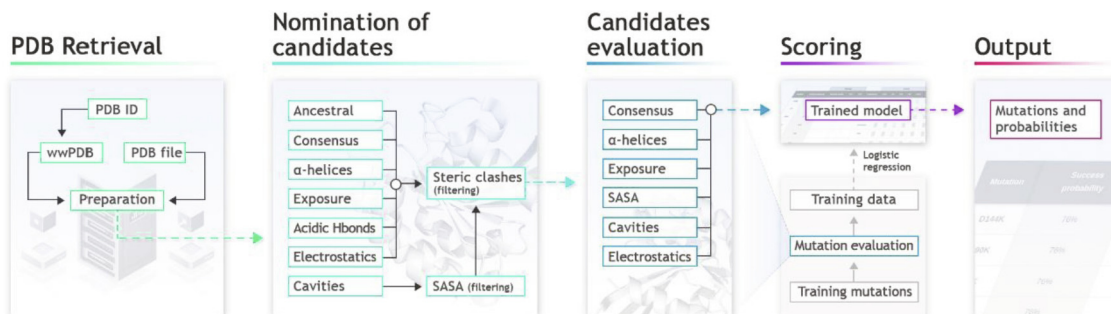 PDB Retrieval
PDB ID
wwPDB
PDB file
Preparation
Nomination of
candidates
Ancestral
Consensus
α-helices
Exposure
Acidic Hbonds
Electrostatics
Cavities
Steric clashes
(filtering)
SASA (filtering)
Candidates
evaluation
Consensus
α-helices
Exposure
SASA
Cavities
Electrostatics
Scoring
Trained model
Logistic
regression
Training data
Mutation evaluation
Training mutations
Output
Mutations and
probabilities
Mutation
Success
probability
D144K
76%